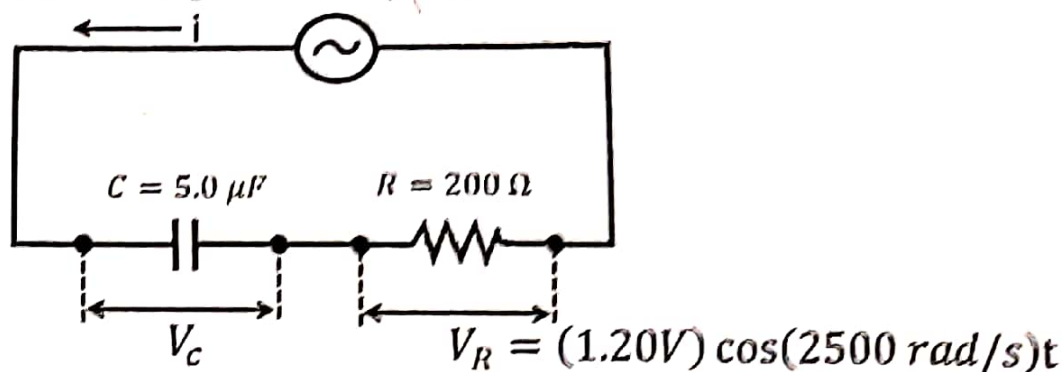 i
C = 5.0 μF
R = 200 Ω
V_C
V_R = (1.20V) cos(2500 rad/s)t